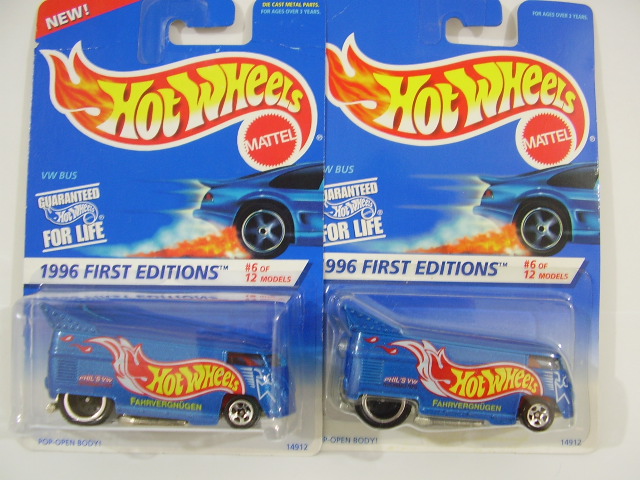 NEW!
DIE CAST METAL PARTS.
FOR AGES OVER 3 YEARS.
HOT WHEELS
MATTEL
®
VW BUS
GUARANTEED
Hot Wheels
FOR LIFE
1996 FIRST EDITIONS™
#6 OF
12 MODELS
PHIL'S VW
HOT WHEELS
FAHRVERGNÜGEN
POP-OPEN BODY!
14912
FOR AGES OVER 3 YEARS.
HOT WHEELS
MATTEL
®
VW BUS
GUARANTEED
Hot Wheels
FOR LIFE
996 FIRST EDITIONS™
#6 OF
12 MODELS
PHIL'S VW
HOT WHEELS
FAHRVERGNÜGEN
P-OPEN BODY!
14912